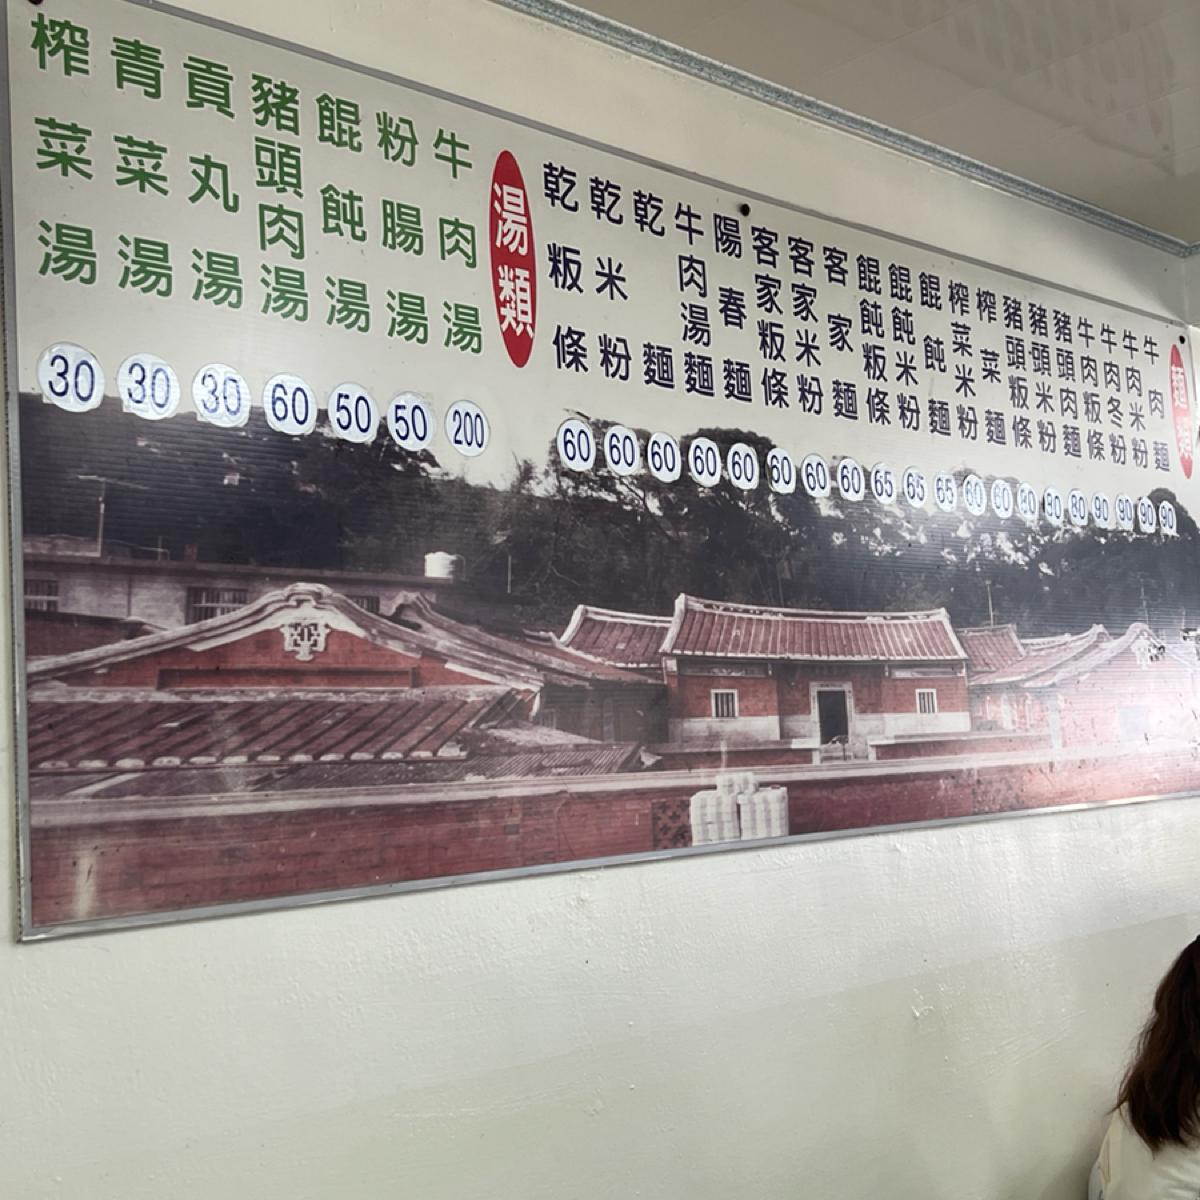 麵類
牛肉麵 90
牛肉米粉 90
牛肉冬粉 90
牛肉粄條 90
豬頭肉麵 80
豬頭米粉 80
豬頭粄條 80
榨菜麵 60
榨菜米粉 60
餛飩麵 65
餛飩米粉 65
餛飩粄條 65
客家麵 60
客家米粉 60
客家粄條 60
陽春麵 60
牛肉湯麵 60
乾麵 60
乾米粉 60
乾粄條 60
湯類
牛肉湯 200
粉腸湯 50
餛飩湯 50
豬頭肉湯 60
貢丸湯 30
青菜湯 30
榨菜湯 30